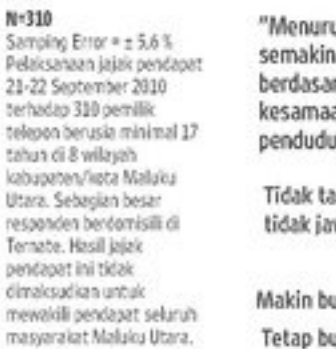 N=310
Samping Error = ± 5,6 %
Pelaksanaan jajak pendapat
21-22 September 2010
terhadap 310 pemilik
telepon berusia minimal 17
tahun di 8 wilayah
kabupaten/kota Maluku
Utara. Sebagian besar
responden berdomisili di
Ternate. Hasil jajak
pendapat ini tidak
dimaksudkan untuk
mewakili pendapat seluruh
masyarakat Maluku Utara.
"Menuru
semakin
berdasar
kesamaa
pendudu
Tidak ta
tidak jaw
Makin bu
Tetap bu